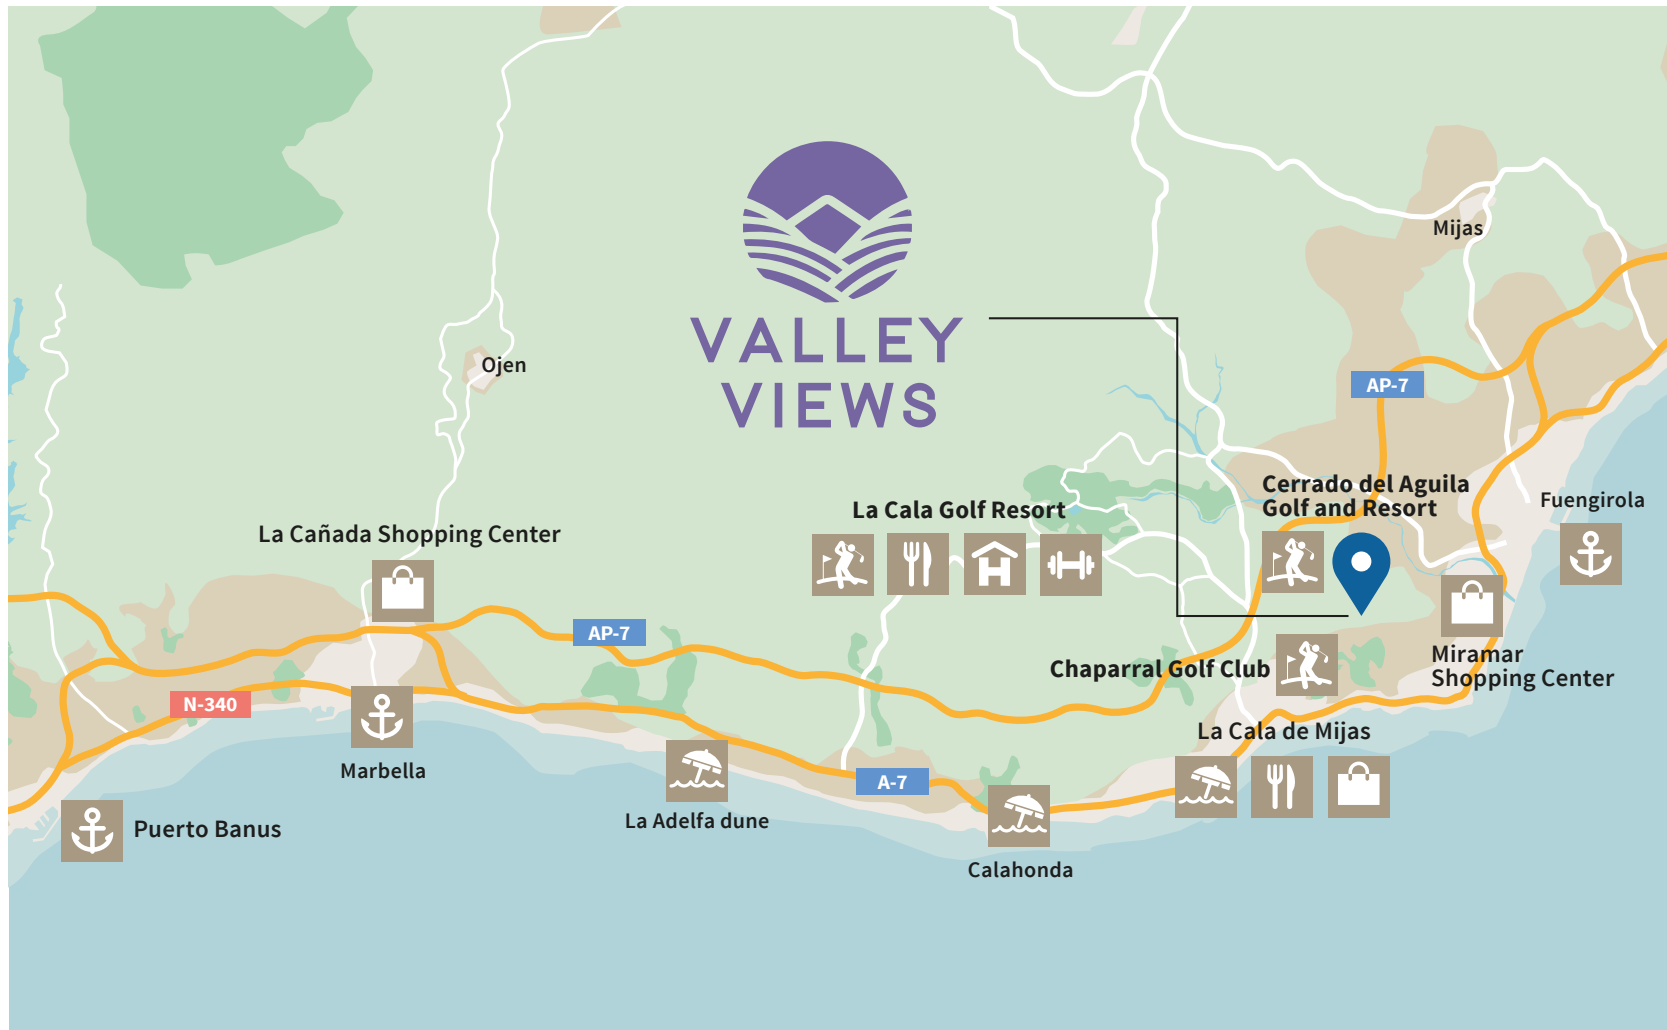 Mijas
VALLEY
VIEWS
Ojen
AP-7
Cerrado del Aguila
Golf and Resort
Fuengirola
La Cala Golf Resort
La Cañada Shopping Center
AP-7
Miramar
Shopping Center
Chaparral Golf Club
N-340
La Cala de Mijas
Marbella
A-7
La Adelfa dune
Puerto Banus
Calahonda